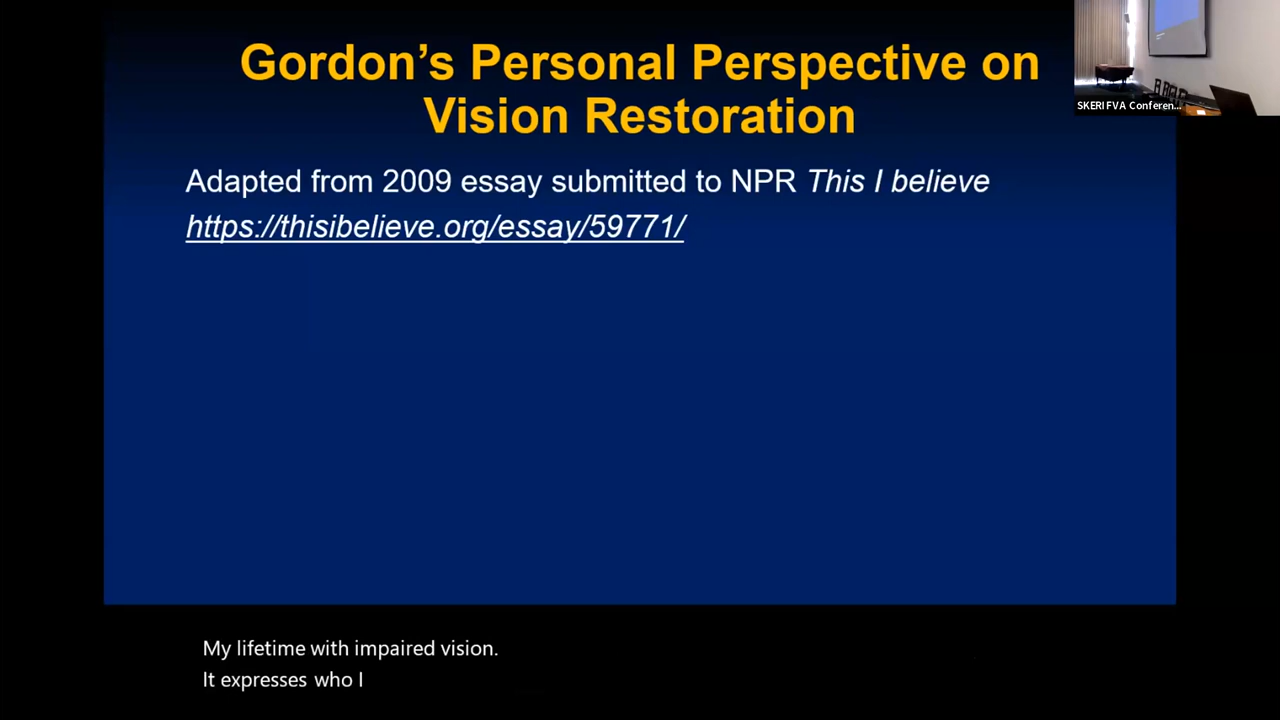 Gordon's Personal Perspective on
Vision Restoration
Adapted from 2009 essay submitted to NPR This I believe
https://thisibelieve.org/essay/59771/
SKERI FVA Conferen...
My lifetime with impaired vision.
It expresses who I